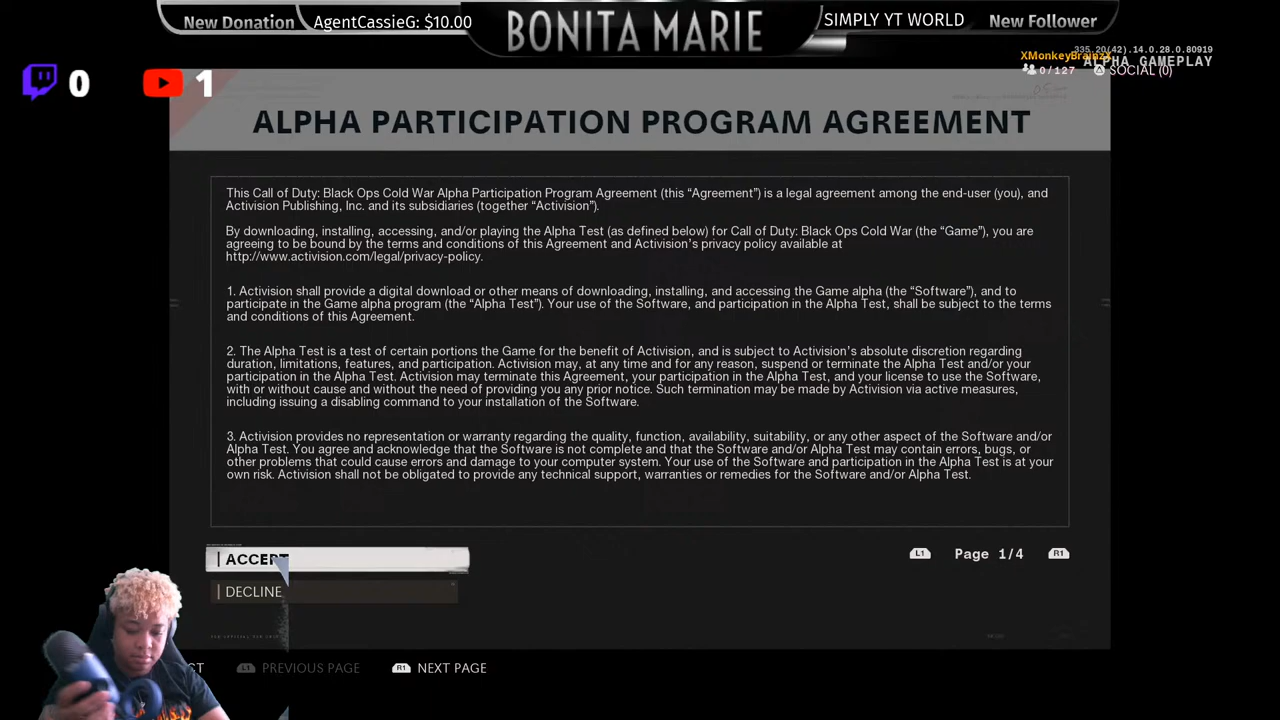 New Donation
AgentCassieG: $10.00
BONITA MARIE
SIMPLY YT WORLD
New Follower
335.20(42).14.0.28.0.80919
XMonkeyBrainzX
ALPHA GAMEPLAY
0/127
SOCIAL (0)
0
1
ALPHA PARTICIPATION PROGRAM AGREEMENT
This Call of Duty: Black Ops Cold War Alpha Participation Program Agreement (this “Agreement”) is a legal agreement among the end-user (you), and
Activision Publishing, Inc. and its subsidiaries (together “Activision”).
By downloading, installing, accessing, and/or playing the Alpha Test (as defined below) for Call of Duty: Black Ops Cold War (the “Game”), you are
agreeing to be bound by the terms and conditions of this Agreement and Activision’s privacy policy available at
http://www.activision.com/legal/privacy-policy.
1. Activision shall provide a digital download or other means of downloading, installing, and accessing the Game alpha (the “Software”), and to
participate in the Game alpha program (the “Alpha Test”). Your use of the Software, and participation in the Alpha Test, shall be subject to the terms
and conditions of this Agreement.
2. The Alpha Test is a test of certain portions the Game for the benefit of Activision, and is subject to Activision’s absolute discretion regarding
duration, limitations, features, and participation. Activision may, at any time and for any reason, suspend or terminate the Alpha Test and/or your
participation in the Alpha Test. Activision may terminate this Agreement, your participation in the Alpha Test, and your license to use the Software,
with or without cause and without the need of providing you any prior notice. Such termination may be made by Activision via active measures,
including issuing a disabling command to your installation of the Software.
3. Activision provides no representation or warranty regarding the quality, function, availability, suitability, or any other aspect of the Software and/or
Alpha Test. You agree and acknowledge that the Software is not complete and that the Software and/or Alpha Test may contain errors, bugs, or
other problems that could cause errors and damage to your computer system. Your use of the Software and participation in the Alpha Test is at your
own risk. Activision shall not be obligated to provide any technical support, warranties or remedies for the Software and/or Alpha Test.
ACCEPT
L1 Page 1/4 R1
DECLINE
CT L1 PREVIOUS PAGE R1 NEXT PAGE